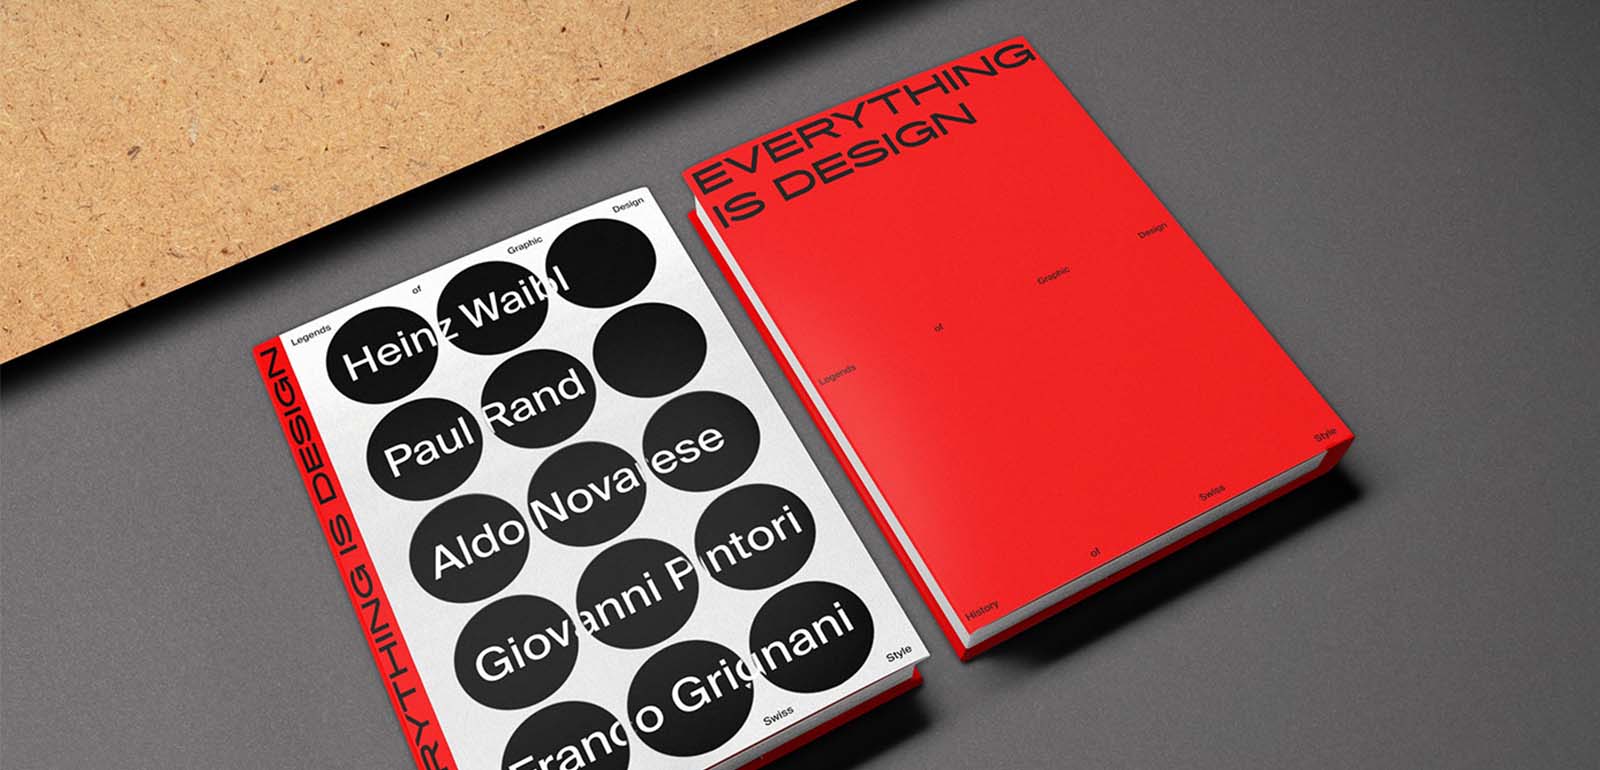 Legends of Graphic Design
Heinz Waibl
Paul Rand
Aldo Novarese
Giovanni Pintori
Franco Grignani
Swiss Style
RYTHING IS DESIGN
EVERYTHING
IS DESIGN
Legends of Graphic Design
History of Swiss Style